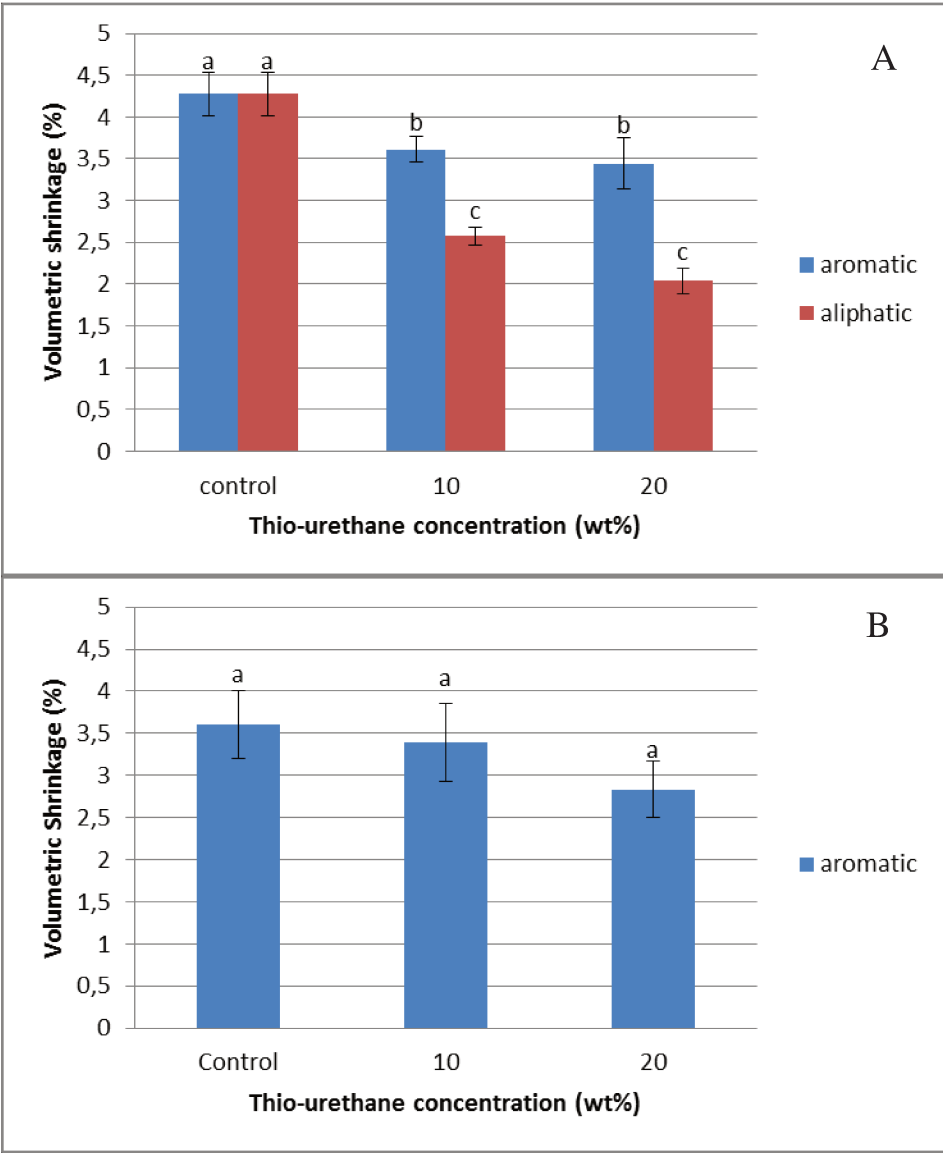 A
5
4,5
4
3,5
3
2,5
2
1,5
1
0,5
0
Volumetric shrinkage (%)
a a
b
c
b
c
aromatic
aliphatic
control 10 20
Thio-urethane concentration (wt%)
B
5
4,5
4
3,5
3
2,5
2
1,5
1
0,5
0
Volumetric Shrinkage (%)
a
a
a
aromatic
Control 10 20
Thio-urethane concentration (wt%)